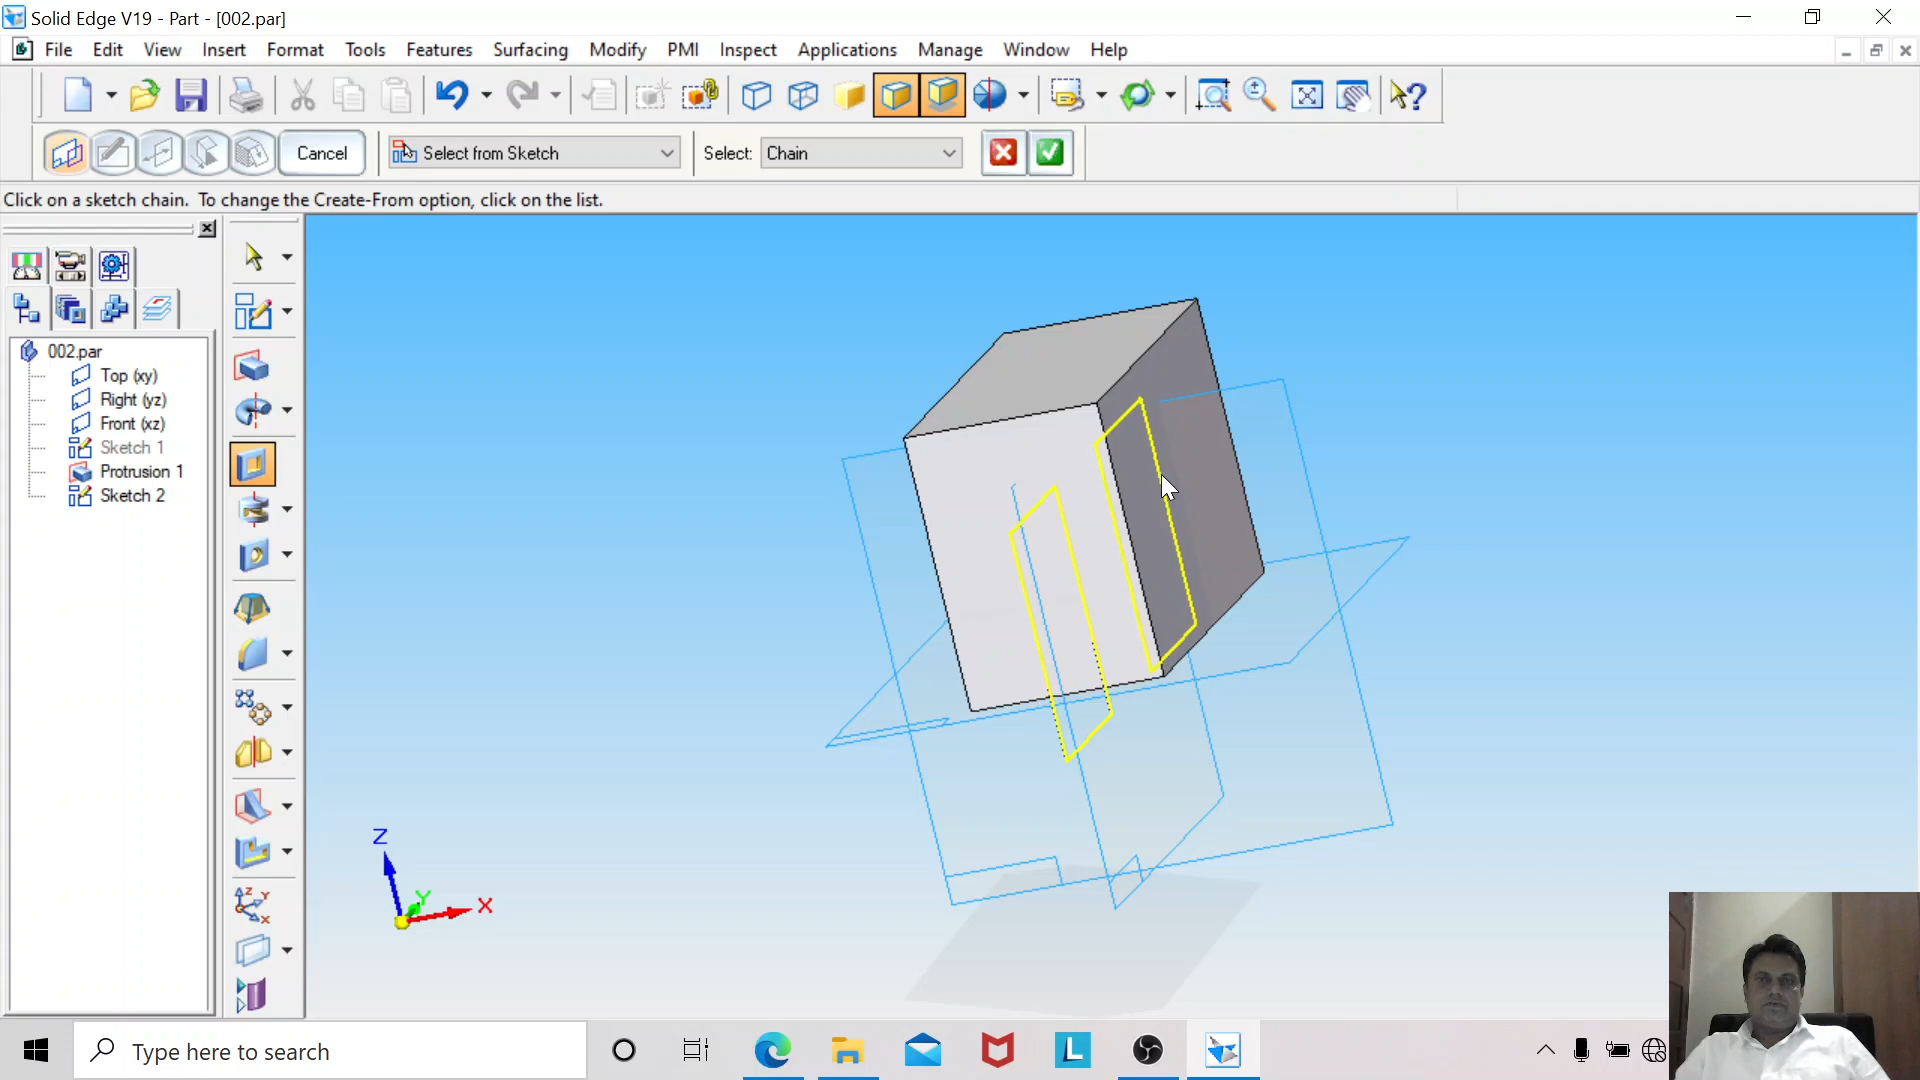 Solid Edge V19 - Part - [002.par]
File Edit View Insert Format Tools Features Surfacing Modify PMI Inspect Applications Manage Window Help
Cancel Select from Sketch Select: Chain
Click on a sketch chain. To change the Create-From option, click on the list.
002.par
Top (xy)
Right (yz)
Front (xz)
Sketch 1
Protrusion 1
Sketch 2
Z
Y
X
Type here to search